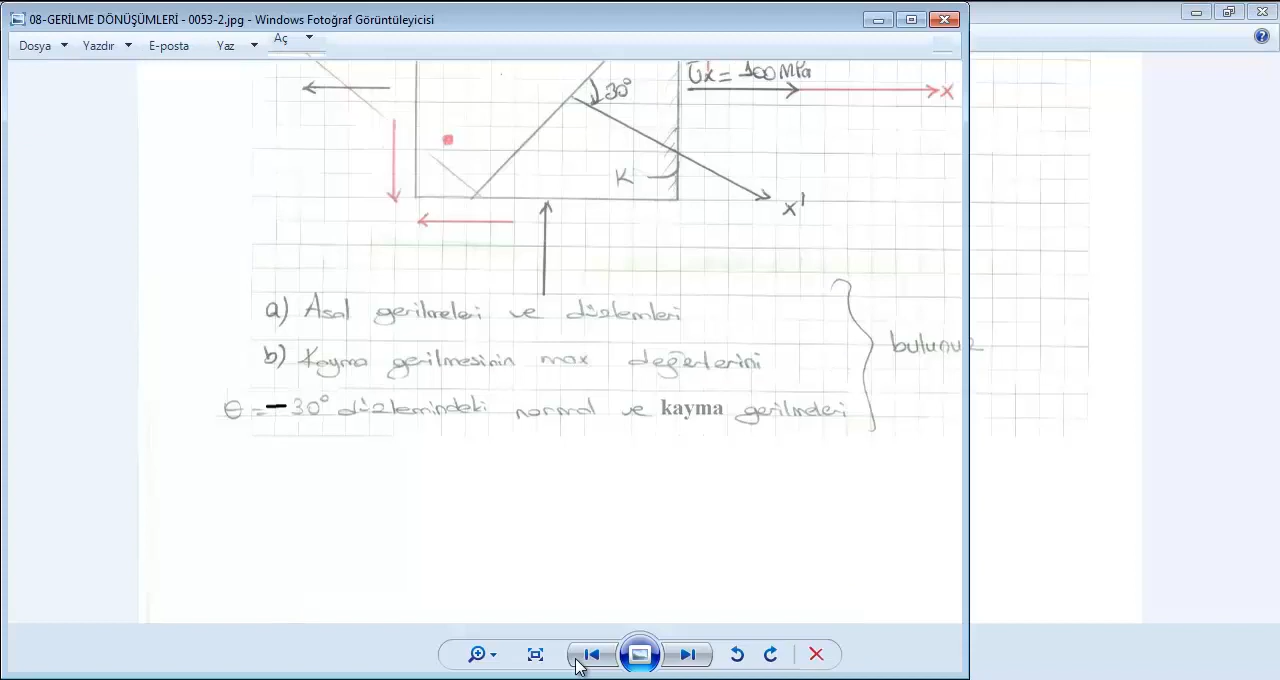 08-GERİLME DÖNÜŞÜMLERİ - 0053-2.jpg - Windows Fotoğraf Görüntüleyicisi
Dosya Yazdır E-posta Yaz Aç
σx = 100 MPa
30°
x
K
x'
a) Asal gerilmeleri ve düzlemleri
b) Kayma gerilmesinin max değerlerini
bulunuz
θ = -30° düzlemindeki normal ve kayma gerilmeleri